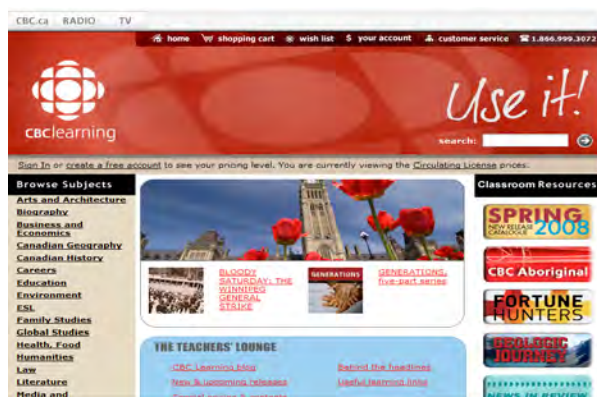 CBC.ca RADIO TV
home shopping cart wish list $ your account customer service 1.866.999.3072
CBClearning
Use it!
search:
Sign In or create a free account to see your pricing level. You are currently viewing the Circulating License prices.
Browse Subjects
Arts and Architecture
Biography
Business and
Economics
Canadian Geography
Canadian History
Careers
Education
Environment
ESL
Family Studies
Global Studies
Health, Food
Humanities
Law
Literature
Media and
BLOODY
SATURDAY: THE
WINNIPEG
GENERAL
STRIKE
GENERATIONS
GENERATIONS,
five-part series
THE TEACHERS' LOUNGE
CBC Learning blog
Behind the headlines
New & upcoming releases
Useful learning links
Classroom Resources
SPRING
NEW RELEASE
CATALOGUE
2008
CBC Aboriginal
FORTUNE
HUNTERS
GEOLOGIC
JOURNEY
NEWS IN REVIEW